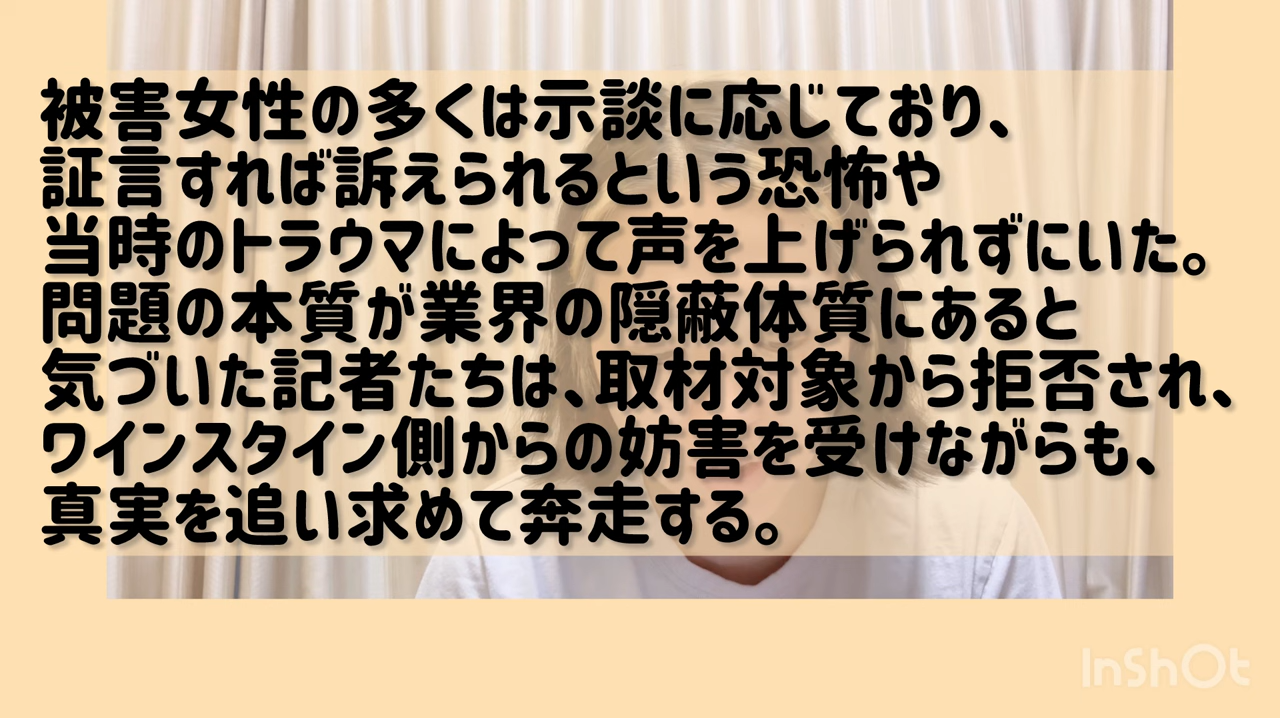 被害女性の多くは示談に応じており、
証言すれば訴えられるという恐怖や
当時のトラウマによって声を上げられずにいた。
問題の本質が業界の隠蔽体質にあると
気づいた記者たちは、取材対象から拒否され、
ワインスタイン側からの妨害を受けながらも、
真実を追い求めて奔走する。
InShOt